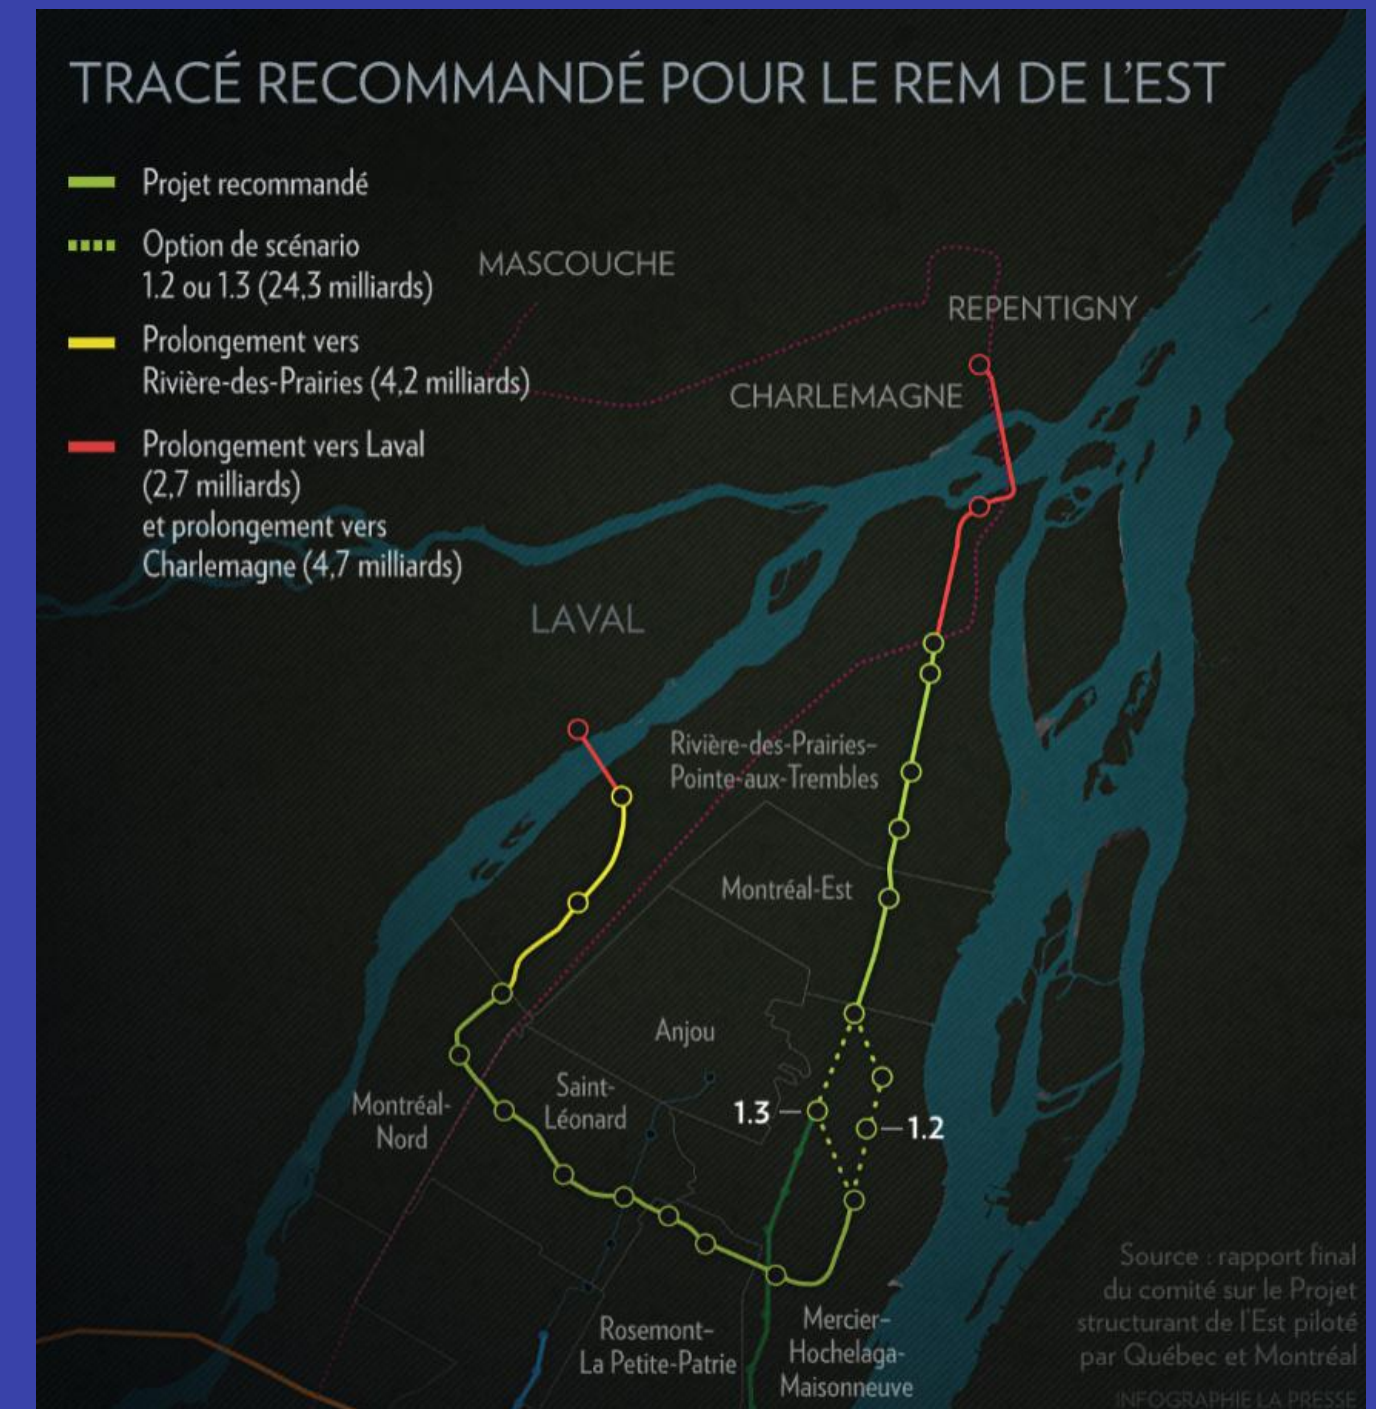 TRACÉ RECOMMANDÉ POUR LE REM DE L'EST
Projet recommandé
Option de scénario
1.2 ou 1.3 (24,3 milliards)
Prolongement vers
Rivière-des-Prairies (4,2 milliards)
Prolongement vers Laval
(2,7 milliards)
et prolongement vers
Charlemagne (4,7 milliards)
MASCOUCHE
REPENTIGNY
CHARLEMAGNE
LAVAL
Rivière-des-Prairies–
Pointe-aux-Trembles
Montréal-Est
Anjou
Saint-
Léonard
Montréal-
Nord
1.3
1.2
Rosemont–
La Petite-Patrie
Mercier–
Hochelaga-
Maisonneuve
Source : rapport final
du comité sur le Projet
structurant de l'Est piloté
par Québec et Montréal
INFOGRAPHIE LA PRESSE